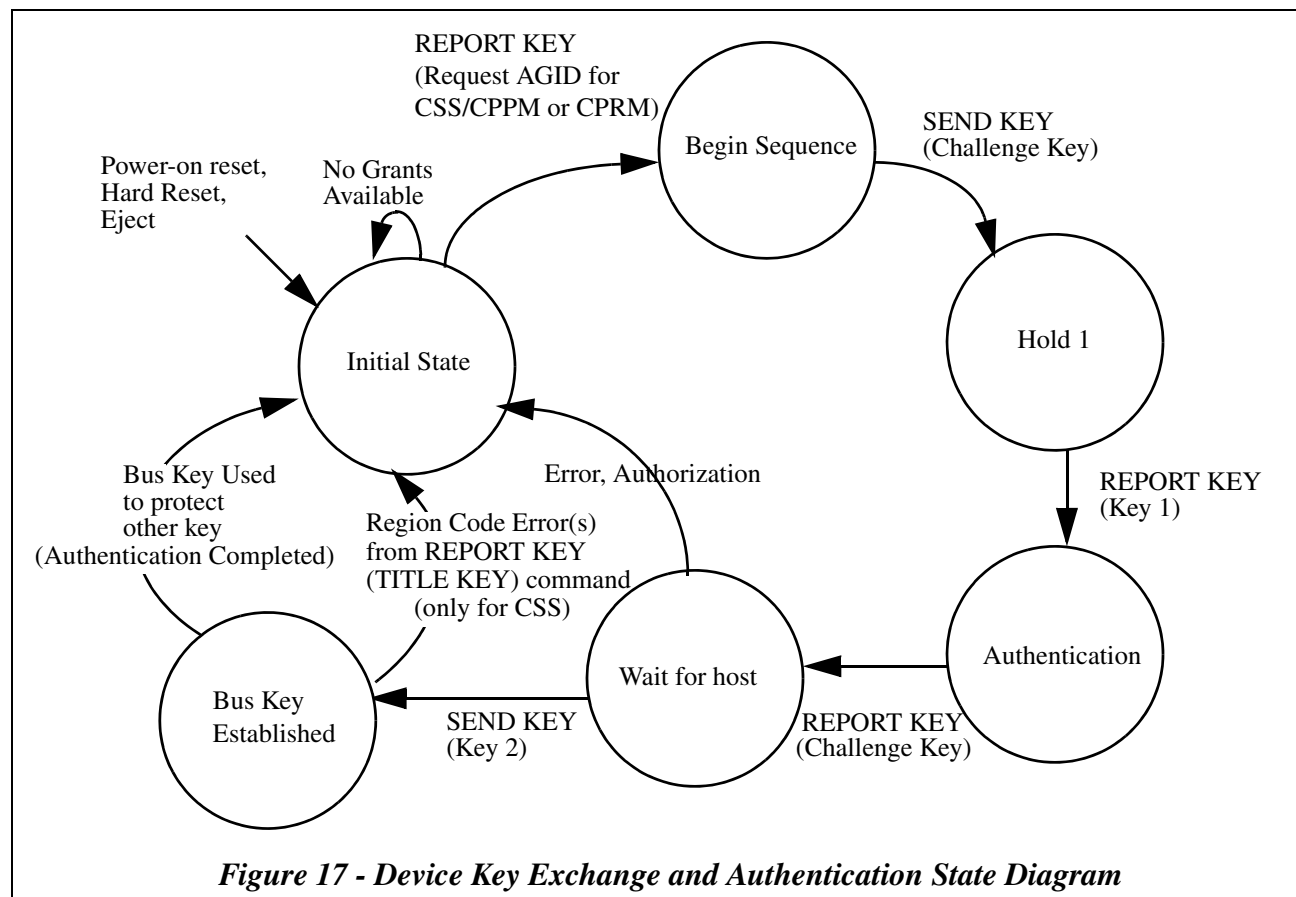 REPORT KEY
(Request AGID for
CSS/CPPM or CPRM)
Begin Sequence
SEND KEY
(Challenge Key)
Power-on reset,
Hard Reset,
Eject
No Grants
Available
Initial State
Hold 1
Bus Key Used
to protect
other key
(Authentication Completed)
Error, Authorization
Region Code Error(s)
from REPORT KEY
(TITLE KEY) command
(only for CSS)
REPORT KEY
(Key 1)
Authentication
Wait for host
REPORT KEY
(Challenge Key)
SEND KEY
(Key 2)
Bus Key
Established
Figure 17 - Device Key Exchange and Authentication State Diagram